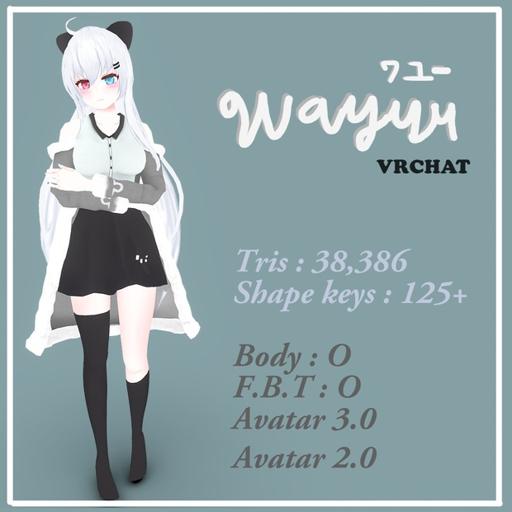 ワユー
Wayuu
VRCHAT
Tris : 38,386
Shape keys : 125+
Body : O
F.B.T : O
Avatar 3.0
Avatar 2.0